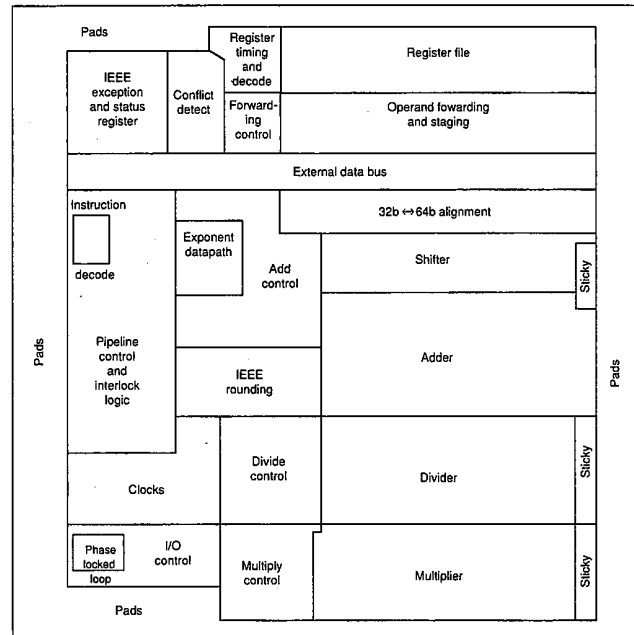 Pads
Register
timing
and
decode
Register file
IEEE
exception
and status
register
Conflict
detect
Forward-
ing
control
Operand fowarding
and staging
External data bus
Instruction
decode
32b ↔ 64b alignment
Exponent
datapath
Add
control
Shifter
Sticky
Pipeline
control
and
interlock
logic
Pads
IEEE
rounding
Adder
Pads
Clocks
Divide
control
Divider
Sticky
Phase
locked
loop
I/O
control
Multiply
control
Multiplier
Sticky
Pads